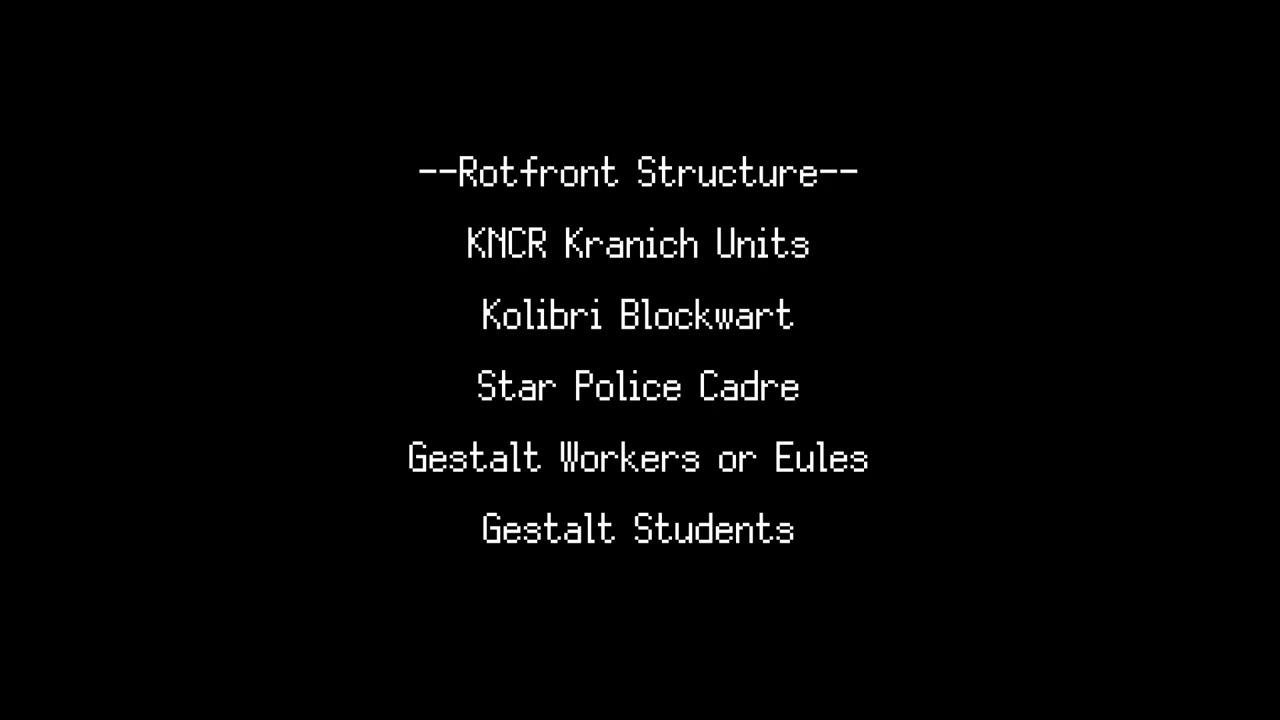 --Rotfront Structure--
KNCR Kranich Units
Kolibri Blockwart
Star Police Cadre
Gestalt Workers or Eules
Gestalt Students